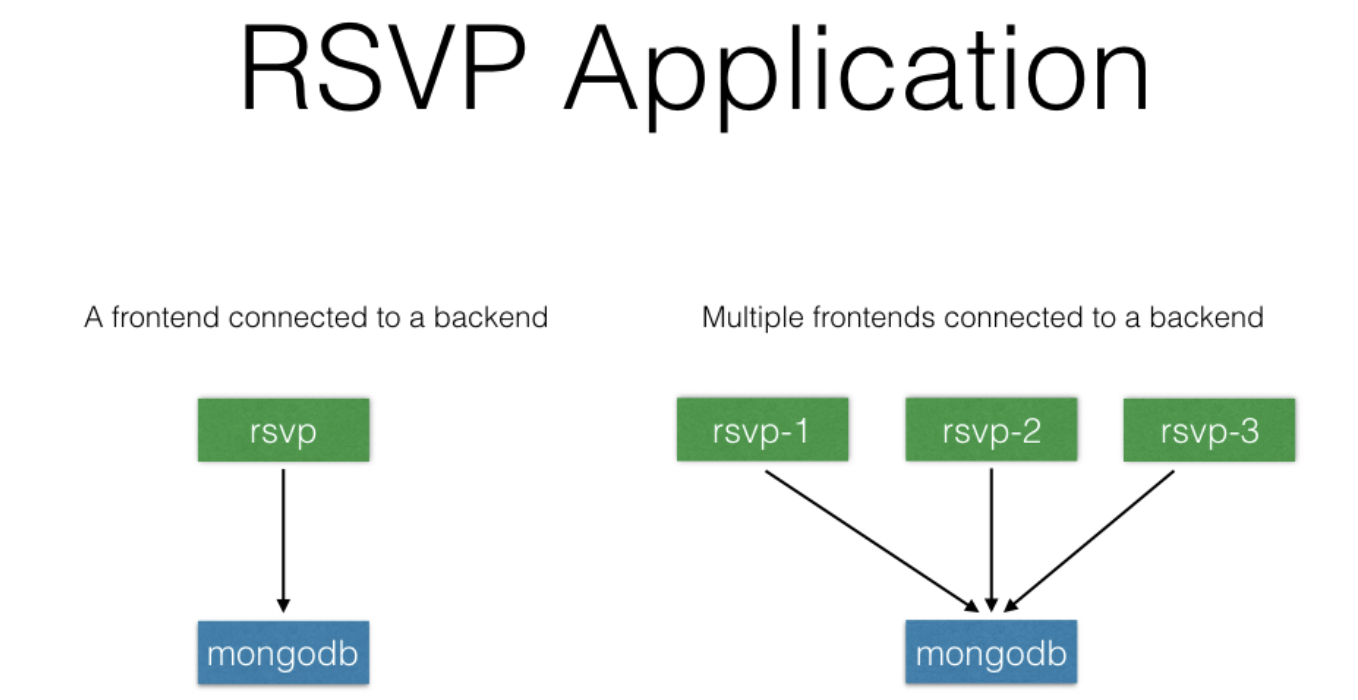 RSVP Application
A frontend connected to a backend
Multiple frontends connected to a backend
rsvp
rsvp-1
rsvp-2
rsvp-3
mongodb
mongodb